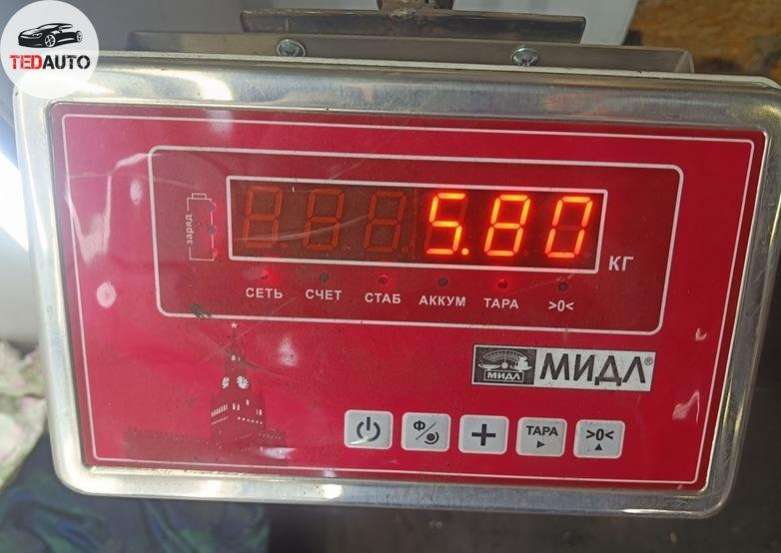 TEDAUTO
заряд
5.80
КГ
СЕТЬ СЧЕТ СТАБ АККУМ ТАРА >0<
МИДЛ МИДЛ®
Ф/ ТАРА >0<